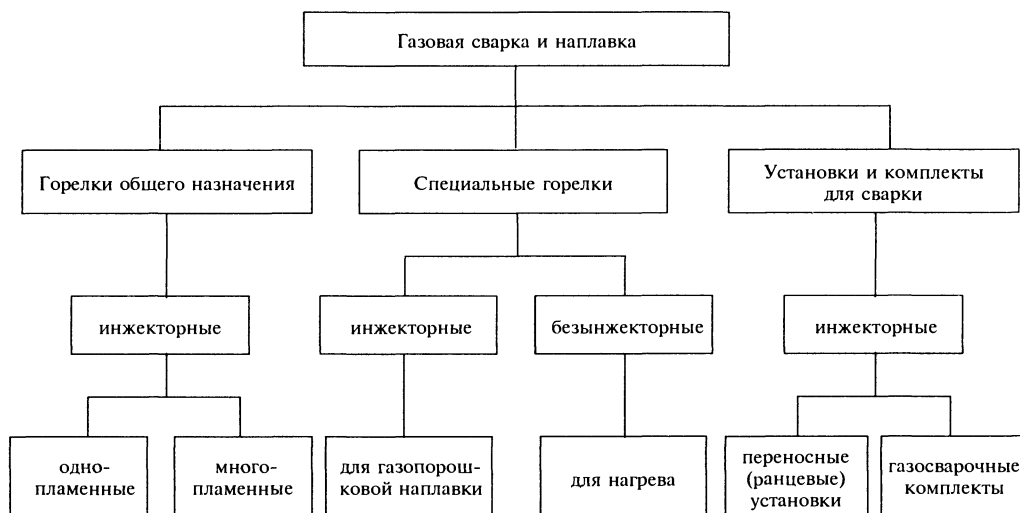 Газовая сварка и наплавка
Горелки общего назначения
Специальные горелки
Установки и комплекты
для сварки
инжекторные
инжекторные
безынжекторные
инжекторные
одно-
пламенные
много-
пламенные
для газопорош-
ковой наплавки
для нагрева
переносные
(ранцевые)
установки
газосварочные
комплекты